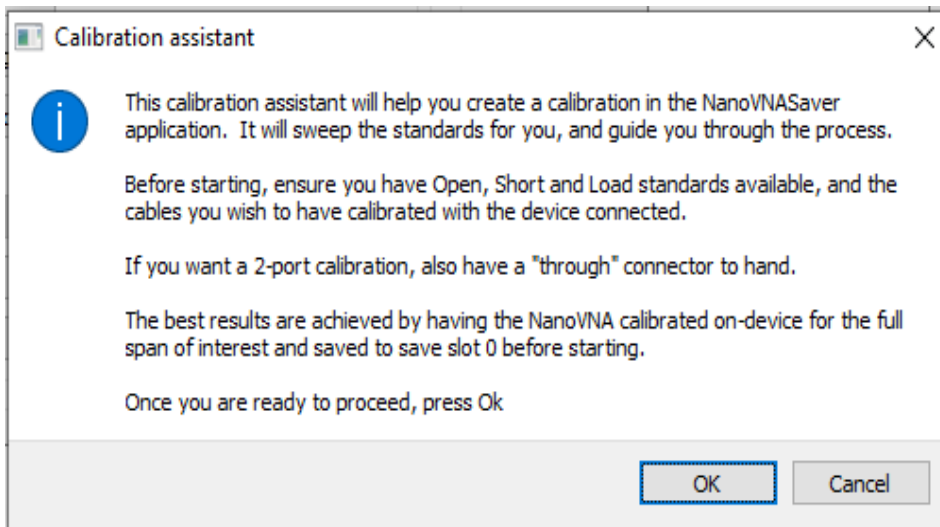 Calibration assistant
This calibration assistant will help you create a calibration in the NanoVNASaver
application.  It will sweep the standards for you, and guide you through the process.
Before starting, ensure you have Open, Short and Load standards available, and the
cables you wish to have calibrated with the device connected.
If you want a 2-port calibration, also have a "through" connector to hand.
The best results are achieved by having the NanoVNA calibrated on-device for the full
span of interest and saved to save slot 0 before starting.
Once you are ready to proceed, press Ok
OK
Cancel